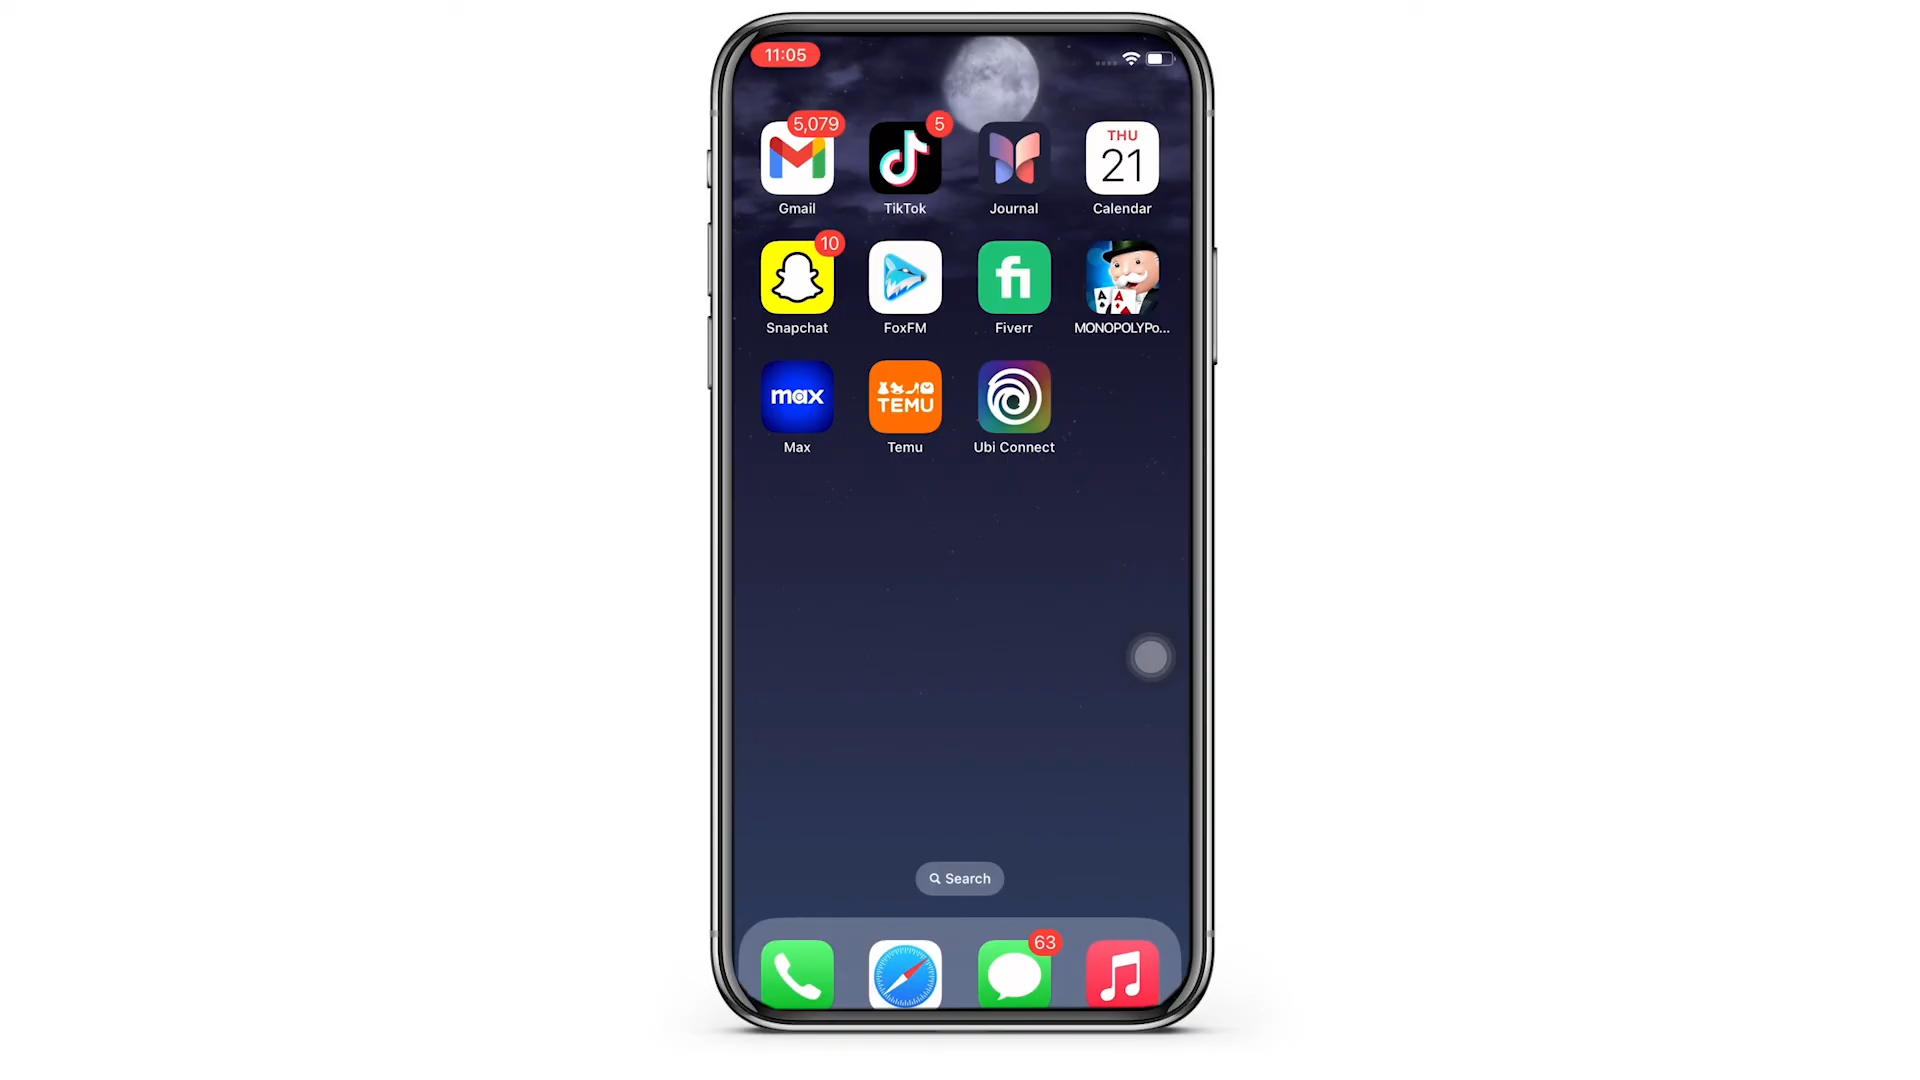 11:05
5,079
5
THU
21
Gmail
TikTok
Journal
Calendar
10
fi
A A
Snapchat
FoxFM
Fiverr
MONOPOLYPo...
max
TEMU
Max
Temu
Ubi Connect
Search
63